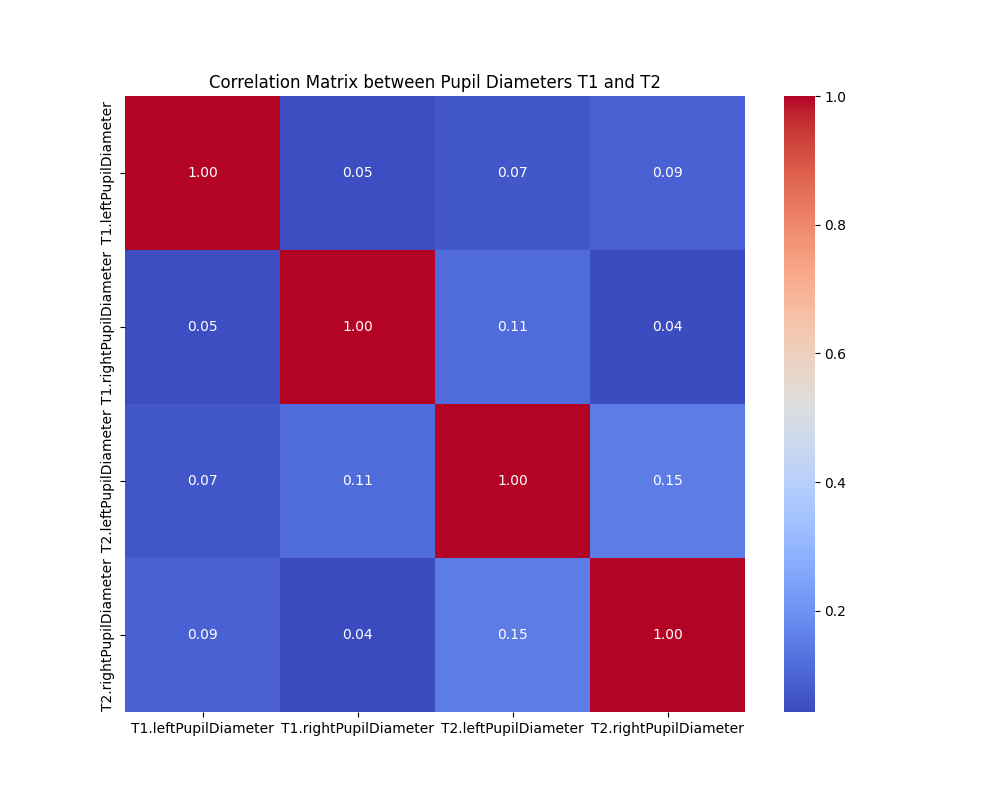 Correlation Matrix between Pupil Diameters T1 and T2
T1.leftPupilDiameter
1.00 0.05 0.07 0.09
T1.rightPupilDiameter
0.05 1.00 0.11 0.04
T2.leftPupilDiameter
0.07 0.11 1.00 0.15
T2.rightPupilDiameter
0.09 0.04 0.15 1.00
T1.leftPupilDiameter T1.rightPupilDiameter T2.leftPupilDiameter T2.rightPupilDiameter
1.0
0.8
0.6
0.4
0.2